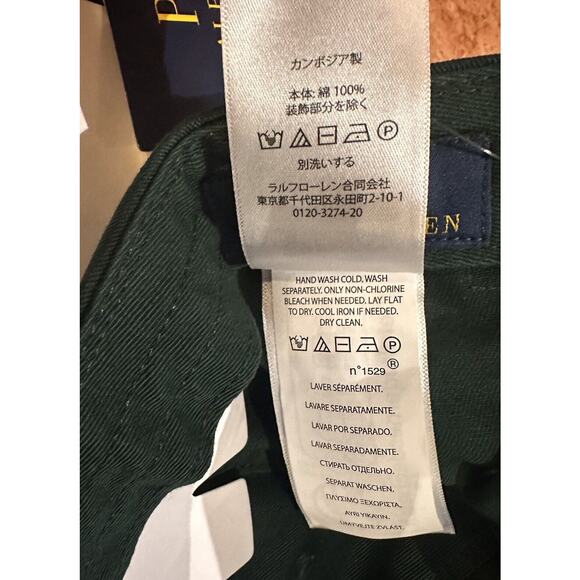 P
カンボジア製
本体: 綿 100%
装飾部分を除く
別洗いする
ラルフローレン合同会社
東京都千代田区永田町2-10-1
0120-3274-20
EN
HAND WASH COLD. WASH
SEPARATELY. ONLY NON-CHLORINE
BLEACH WHEN NEEDED. LAY FLAT
TO DRY. COOL IRON IF NEEDED.
DRY CLEAN.
n°1529®
LAVER SÉPARÉMENT.
LAVARE SEPARATAMENTE.
LAVAR POR SEPARADO.
LAVAR SEPARADAMENTE.
СТИРАТЬ ОТДЕЛЬНО.
SEPARAT WASCHEN.
ΠΛΥΣΙΜΟ ΞΕΧΩΡΙΣΤΑ.
AYRI YIKAYIN.
UMYVEJTE ZVLAST.